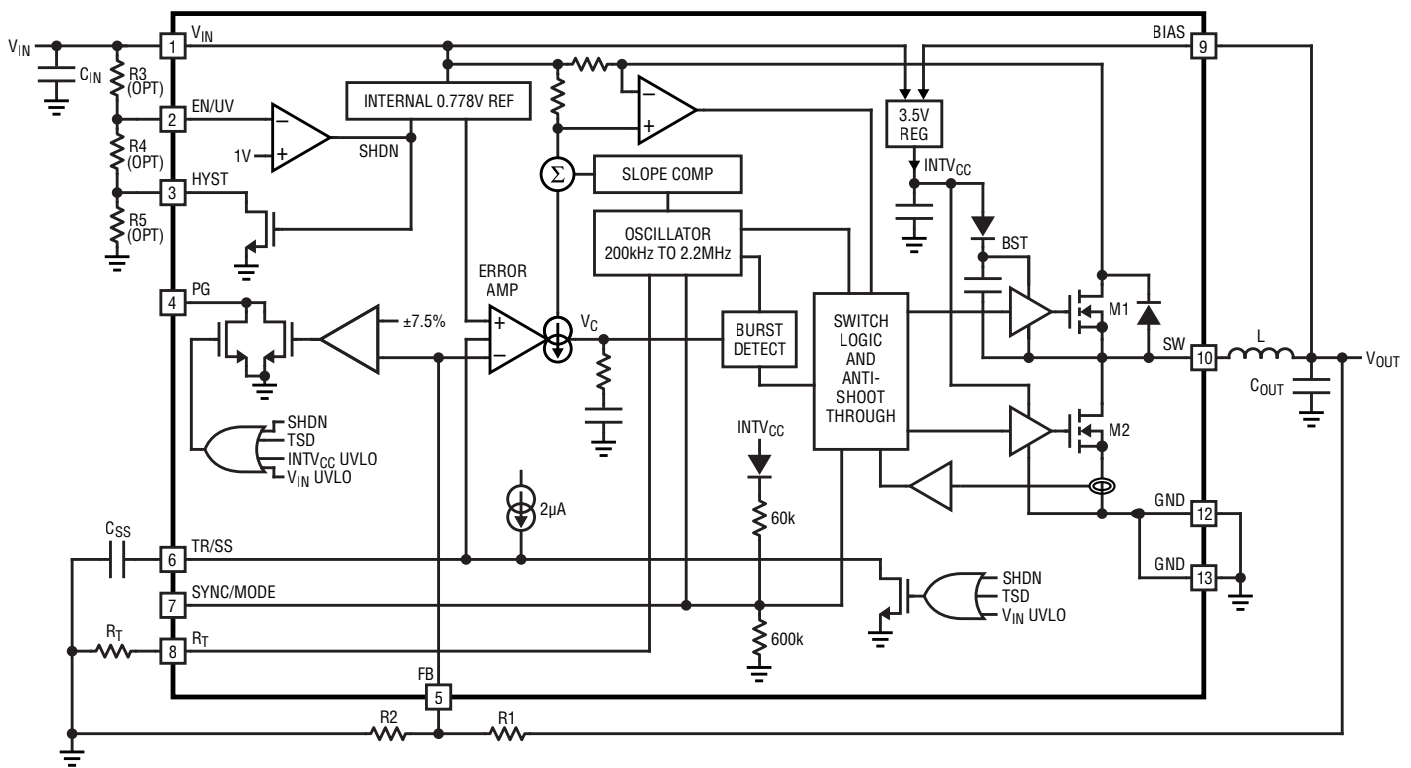 VIN
1
VIN
BIAS
9
CIN
R3
(OPT)
INTERNAL 0.778V REF
3.5V
REG
EN/UV
2
−
+
1V
SHDN
−
+
R4
(OPT)
INTVCC
HYST
3
Σ
SLOPE COMP
R5
(OPT)
OSCILLATOR
200kHz TO 2.2MHz
BST
ERROR
AMP
PG
4
±7.5%
+
−
VC
BURST
DETECT
SWITCH
LOGIC
AND
ANTI-
SHOOT
THROUGH
M1
SW
10
L
VOUT
COUT
SHDN
TSD
INTVCC UVLO
VIN UVLO
INTVCC
M2
2µA
60k
GND
12
CSS
TR/SS
6
GND
13
SYNC/MODE
7
SHDN
TSD
VIN UVLO
RT
RT
8
600k
FB
5
R2
R1